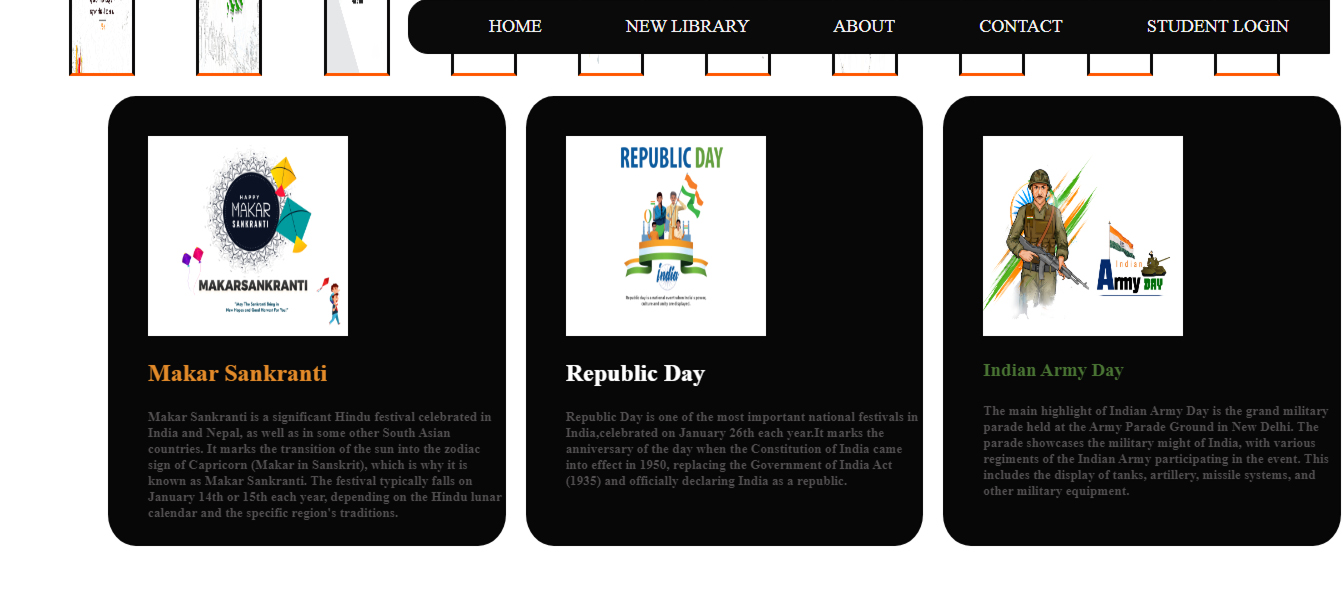 HOME NEW LIBRARY ABOUT CONTACT STUDENT LOGIN
HAPPY
MAKAR
SANKRANTI
MAKARSANKRANTI
REPUBLIC DAY
India
Indian
Army DAY
Makar Sankranti
Makar Sankranti is a significant Hindu festival celebrated in
India and Nepal, as well as in some other South Asian
countries. It marks the transition of the sun into the zodiac
sign of Capricorn (Makar in Sanskrit), which is why it is
known as Makar Sankranti. The festival typically falls on
January 14th or 15th each year, depending on the Hindu lunar
calendar and the specific region's traditions.
Republic Day
Republic Day is one of the most important national festivals in
India,celebrated on January 26th each year.It marks the
anniversary of the day when the Constitution of India came
into effect in 1950, replacing the Government of India Act
(1935) and officially declaring India as a republic.
Indian Army Day
The main highlight of Indian Army Day is the grand military
parade held at the Army Parade Ground in New Delhi. The
parade showcases the military might of India, with various
regiments of the Indian Army participating in the event. This
includes the display of tanks, artillery, missile systems, and
other military equipment.